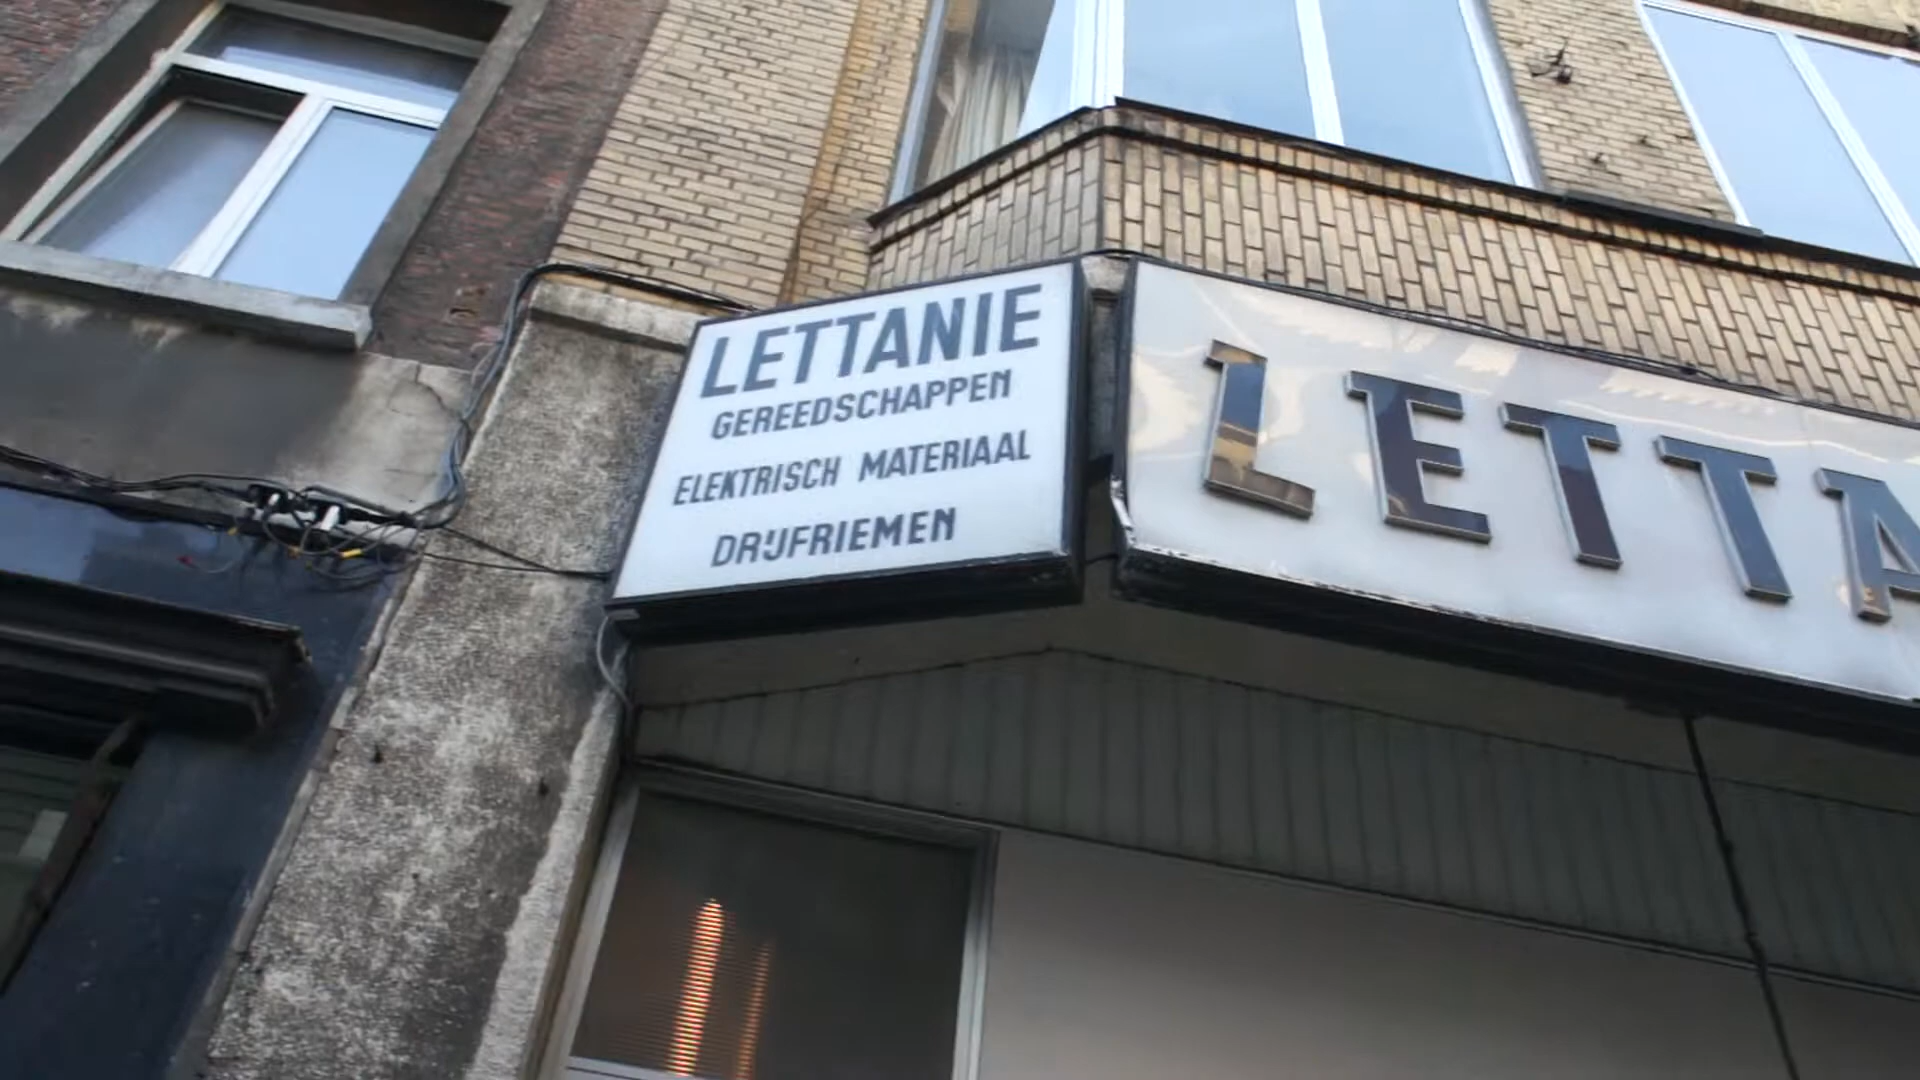 LETTANIE
GEREEDSCHAPPEN
ELEKTRISCH MATERIAAL
DRIJFRIEMEN
LETTA